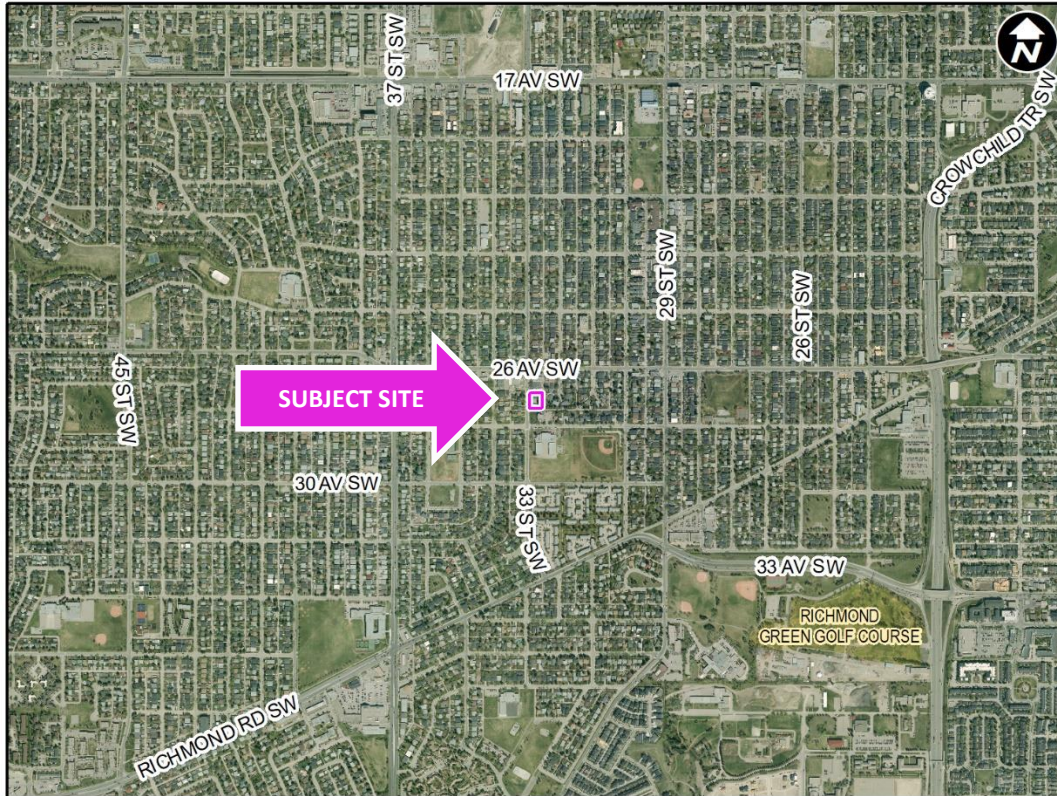 N
37 ST SW
17 AV SW
CROWCHILD TR SW
29 ST SW
26 ST SW
26 AV SW
SUBJECT SITE
45 ST SW
30 AV SW
33 ST SW
33 AV SW
RICHMOND
GREEN GOLF COURSE
RICHMOND RD SW